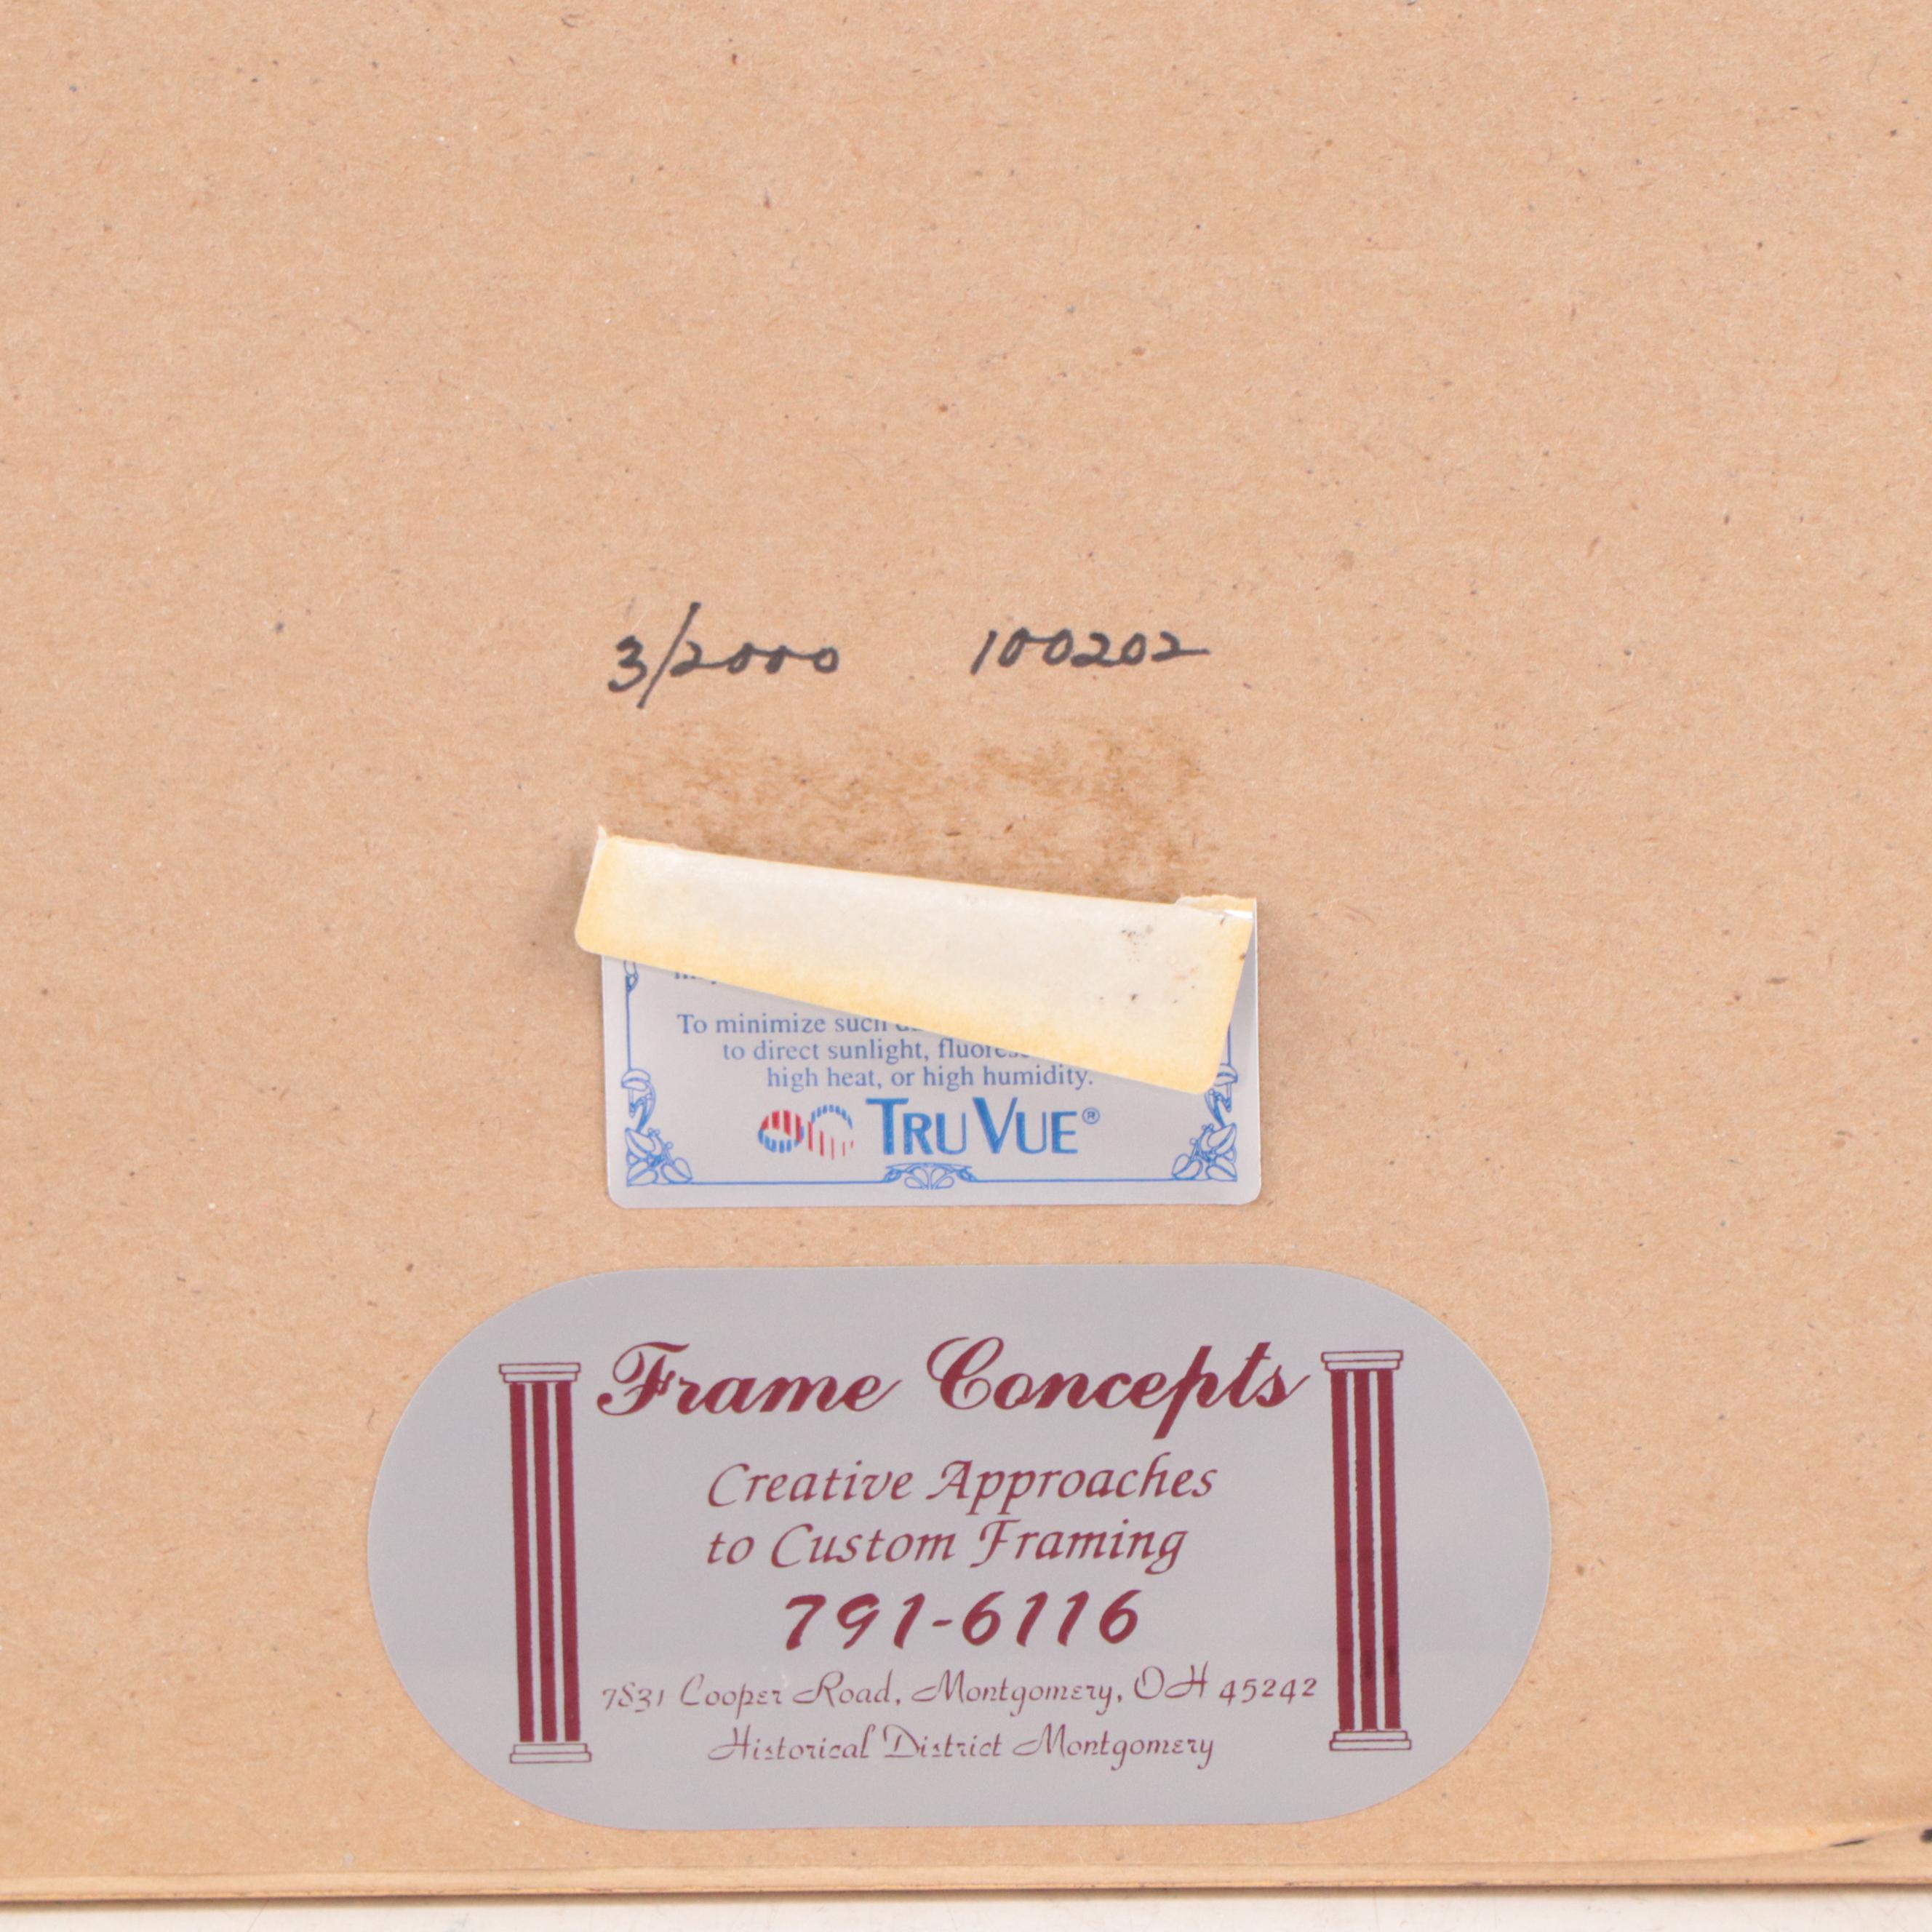 3/2000 100202
To minimize such
to direct sunlight,
high heat, or high humidity.
TRU VUE®
Frame Concepts
Creative Approaches
to Custom Framing
791-6116
7831 Cooper Road, Montgomery, OH 45242
Historical District Montgomery